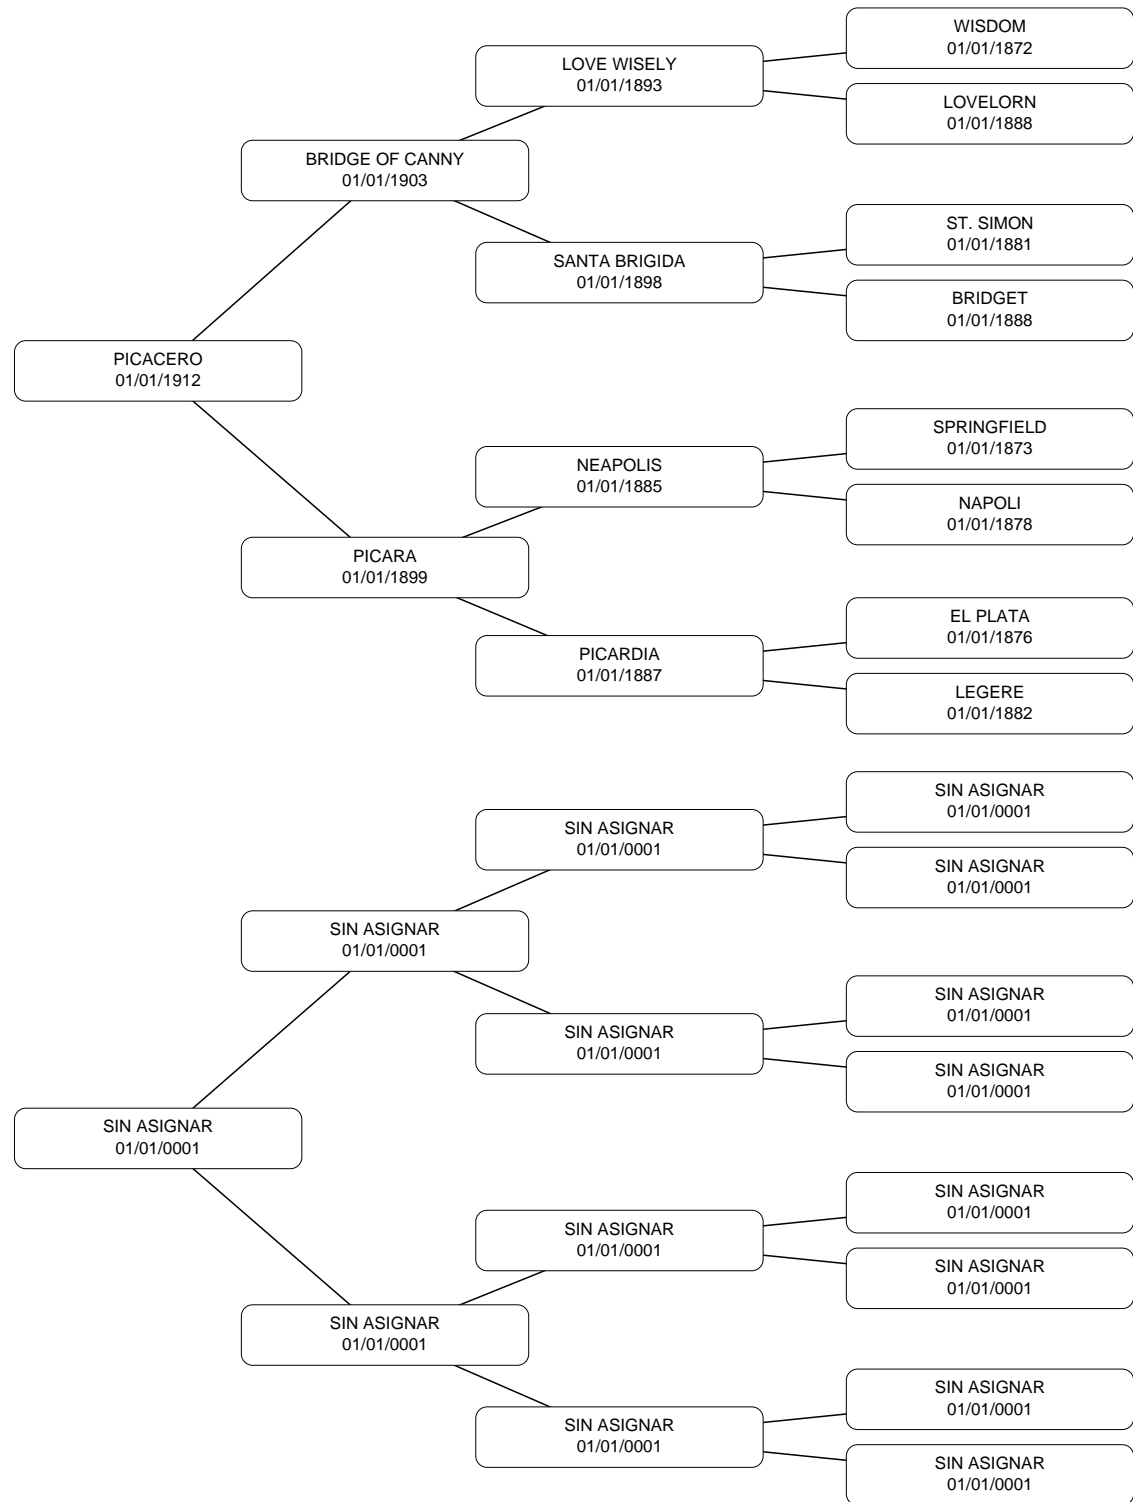 WISDOM
01/01/1872
LOVE WISELY
01/01/1893
LOVELORN
01/01/1888
BRIDGE OF CANNY
01/01/1903
ST. SIMON
01/01/1881
SANTA BRIGIDA
01/01/1898
BRIDGET
01/01/1888
PICACERO
01/01/1912
SPRINGFIELD
01/01/1873
NEAPOLIS
01/01/1885
NAPOLI
01/01/1878
PICARA
01/01/1899
EL PLATA
01/01/1876
PICARDIA
01/01/1887
LEGERE
01/01/1882
SIN ASIGNAR
01/01/0001
SIN ASIGNAR
01/01/0001
SIN ASIGNAR
01/01/0001
SIN ASIGNAR
01/01/0001
SIN ASIGNAR
01/01/0001
SIN ASIGNAR
01/01/0001
SIN ASIGNAR
01/01/0001
SIN ASIGNAR
01/01/0001
SIN ASIGNAR
01/01/0001
SIN ASIGNAR
01/01/0001
SIN ASIGNAR
01/01/0001
SIN ASIGNAR
01/01/0001
SIN ASIGNAR
01/01/0001
SIN ASIGNAR
01/01/0001
SIN ASIGNAR
01/01/0001